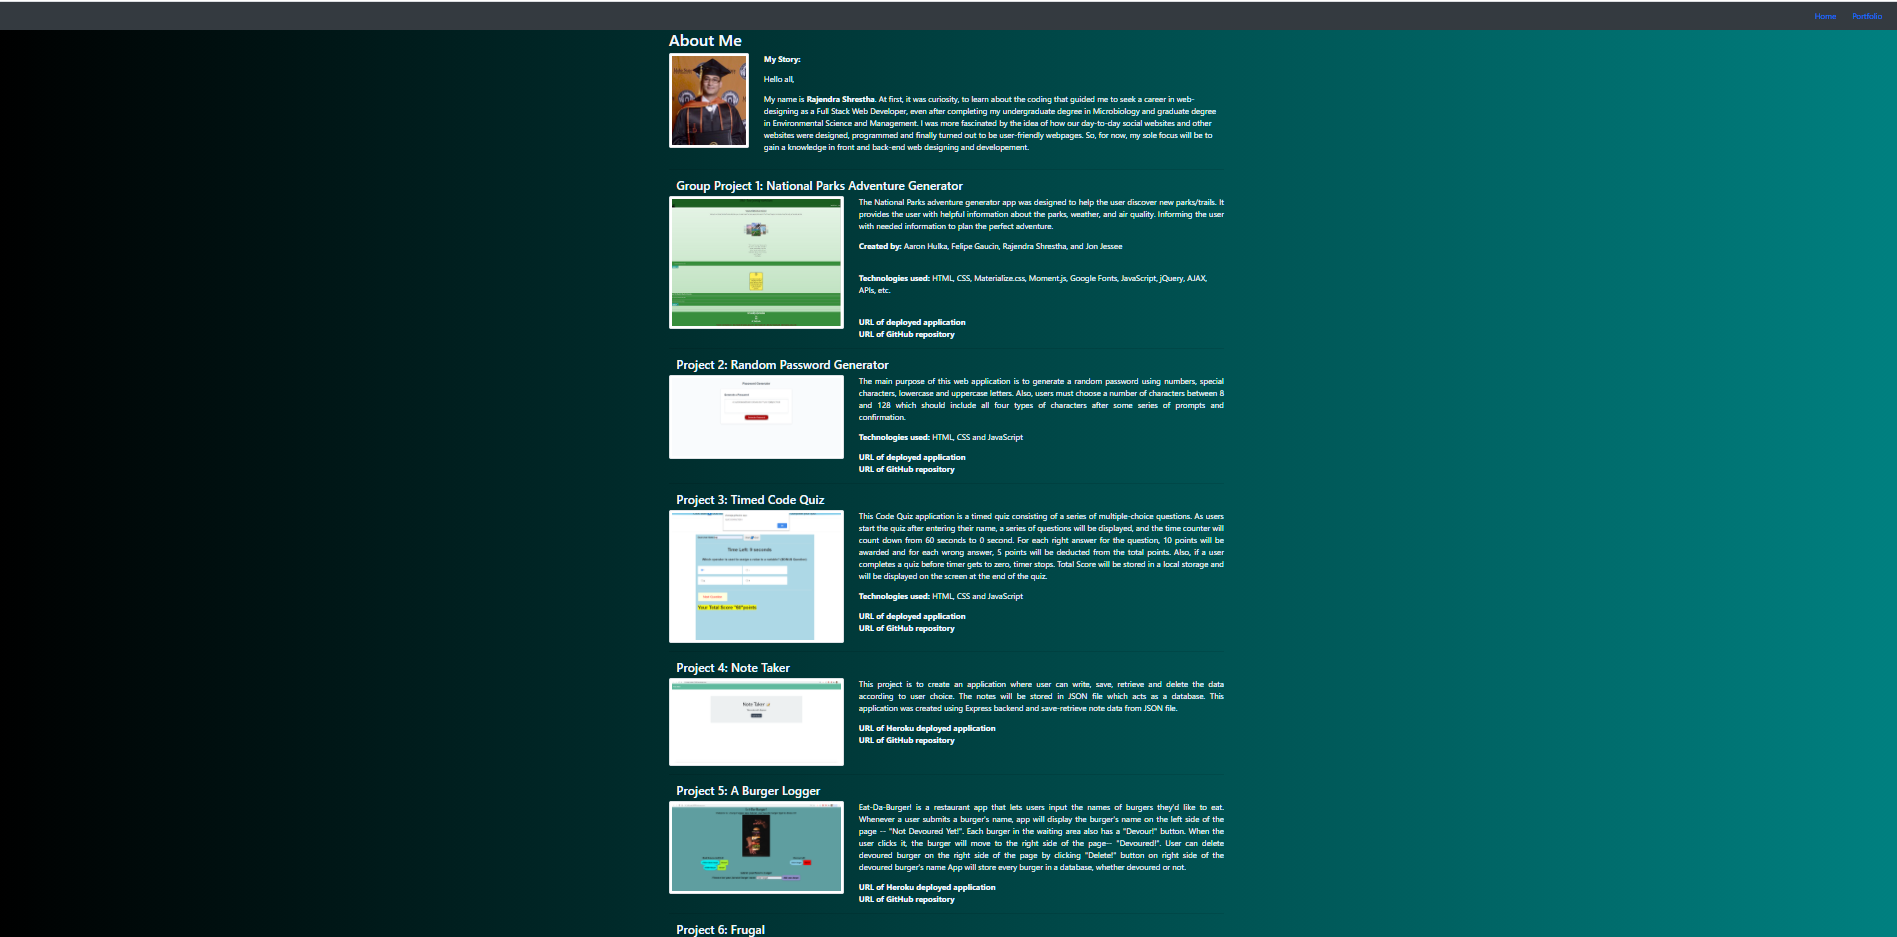 Home Portfolio
About Me
My Story:
Hello all,
My name is Rajendra Shrestha. At first, it was curiosity, to learn about the coding that guided me to seek a career in web-
designing as a Full Stack Web Developer, even after completing my undergraduate degree in Microbiology and graduate degree
in Environmental Science and Management. I was more fascinated by the idea of how our day-to-day social websites and other
websites were designed, programmed and finally turned out to be user-friendly webpages. So, for now, my sole focus will be to
gain a knowledge in front and back-end web designing and developement.
Group Project 1: National Parks Adventure Generator
The National Parks adventure generator app was designed to help the user discover new parks/trails. It
provides the user with helpful information about the parks, weather, and air quality. Informing the user
with needed information to plan the perfect adventure.
Created by: Aaron Hulka, Felipe Gaucin, Rajendra Shrestha, and Jon Jessee
Technologies used: HTML, CSS, Materialize.css, Moment.js, Google Fonts, JavaScript, jQuery, AJAX,
APIs, etc.
URL of deployed application
URL of GitHub repository
Project 2: Random Password Generator
Password Generator
The main purpose of this web application is to generate a random password using numbers, special
characters, lowercase and uppercase letters. Also, users must choose a number of characters between 8
and 128 which should include all four types of characters after some series of prompts and
confirmation.
Technologies used: HTML, CSS and JavaScript
URL of deployed application
URL of GitHub repository
Project 3: Timed Code Quiz
Time Left: 9 seconds
Your Total Score "60"points
This Code Quiz application is a timed quiz consisting of a series of multiple-choice questions. As users
start the quiz after entering their name, a series of questions will be displayed, and the time counter will
count down from 60 seconds to 0 second. For each right answer for the question, 10 points will be
awarded and for each wrong answer, 5 points will be deducted from the total points. Also, if a user
completes a quiz before timer gets to zero, timer stops. Total Score will be stored in a local storage and
will be displayed on the screen at the end of the quiz.
Technologies used: HTML, CSS and JavaScript
URL of deployed application
URL of GitHub repository
Project 4: Note Taker
Note Taker
This project is to create an application where user can write, save, retrieve and delete the data
according to user choice. The notes will be stored in JSON file which acts as a database. This
application was created using Express backend and save-retrieve note data from JSON file.
URL of Heroku deployed application
URL of GitHub repository
Project 5: A Burger Logger
Eat-Da-Burger! is a restaurant app that lets users input the names of burgers they'd like to eat.
Whenever a user submits a burger's name, app will display the burger's name on the left side of the
page -- "Not Devoured Yet!". Each burger in the waiting area also has a "Devour!" button. When the
user clicks it, the burger will move to the right side of the page-- "Devoured!". User can delete
devoured burger on the right side of the page by clicking "Delete!" button on right side of the
devoured burger's name App will store every burger in a database, whether devoured or not.
URL of Heroku deployed application
URL of GitHub repository
Project 6: Frugal